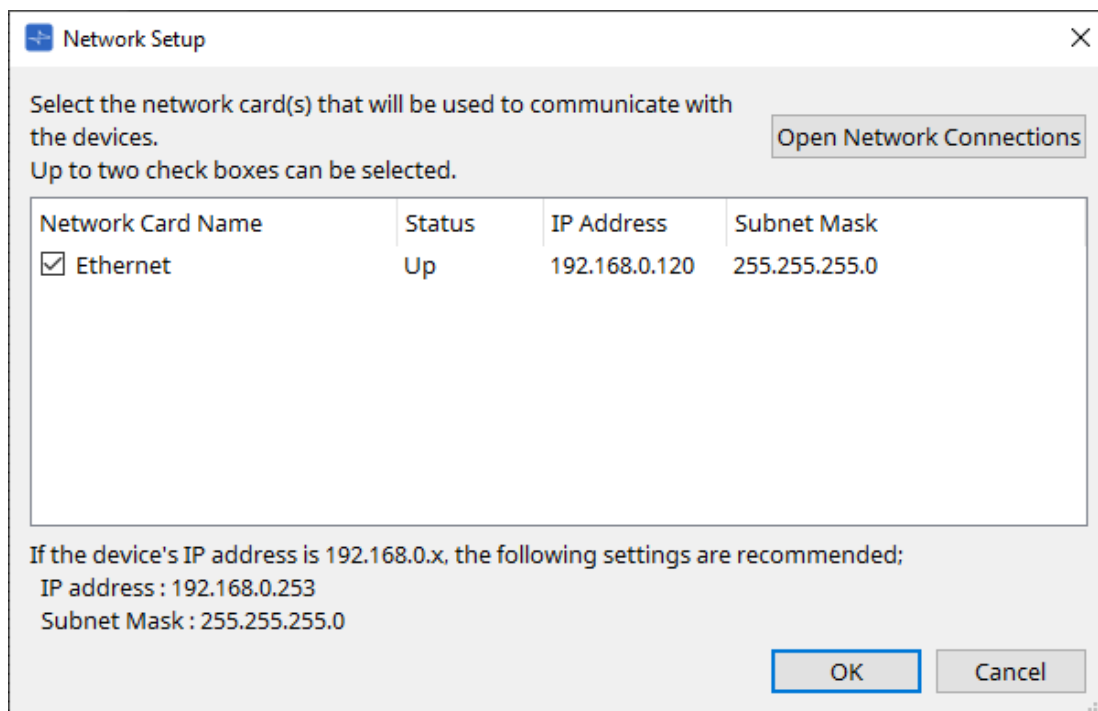 Network Setup
Select the network card(s) that will be used to communicate with
the devices.
Open Network Connections
Up to two check boxes can be selected.
Network Card Name Status IP Address Subnet Mask
Ethernet Up 192.168.0.120 255.255.255.0
If the device's IP address is 192.168.0.x, the following settings are recommended;
IP address : 192.168.0.253
Subnet Mask : 255.255.255.0
OK Cancel